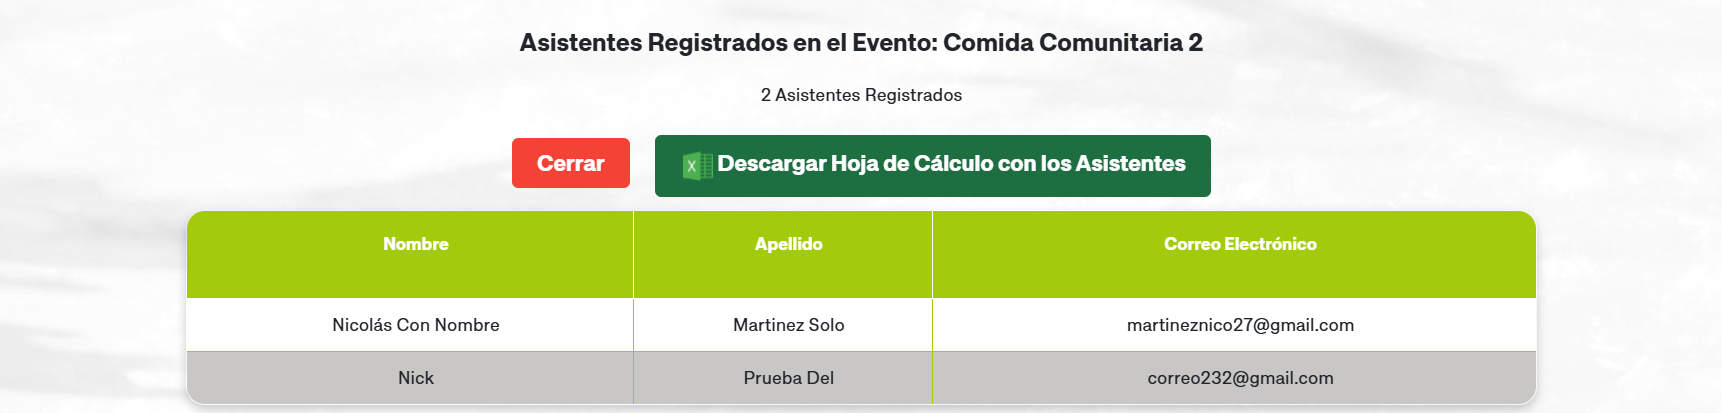 Asistentes Registrados en el Evento: Comida Comunitaria 2
2 Asistentes Registrados
Cerrar
X Descargar Hoja de Cálculo con los Asistentes
Nombre Apellido Correo Electrónico
Nicolás Con Nombre Martinez Solo martineznico27@gmail.com
Nick Prueba Del correo232@gmail.com